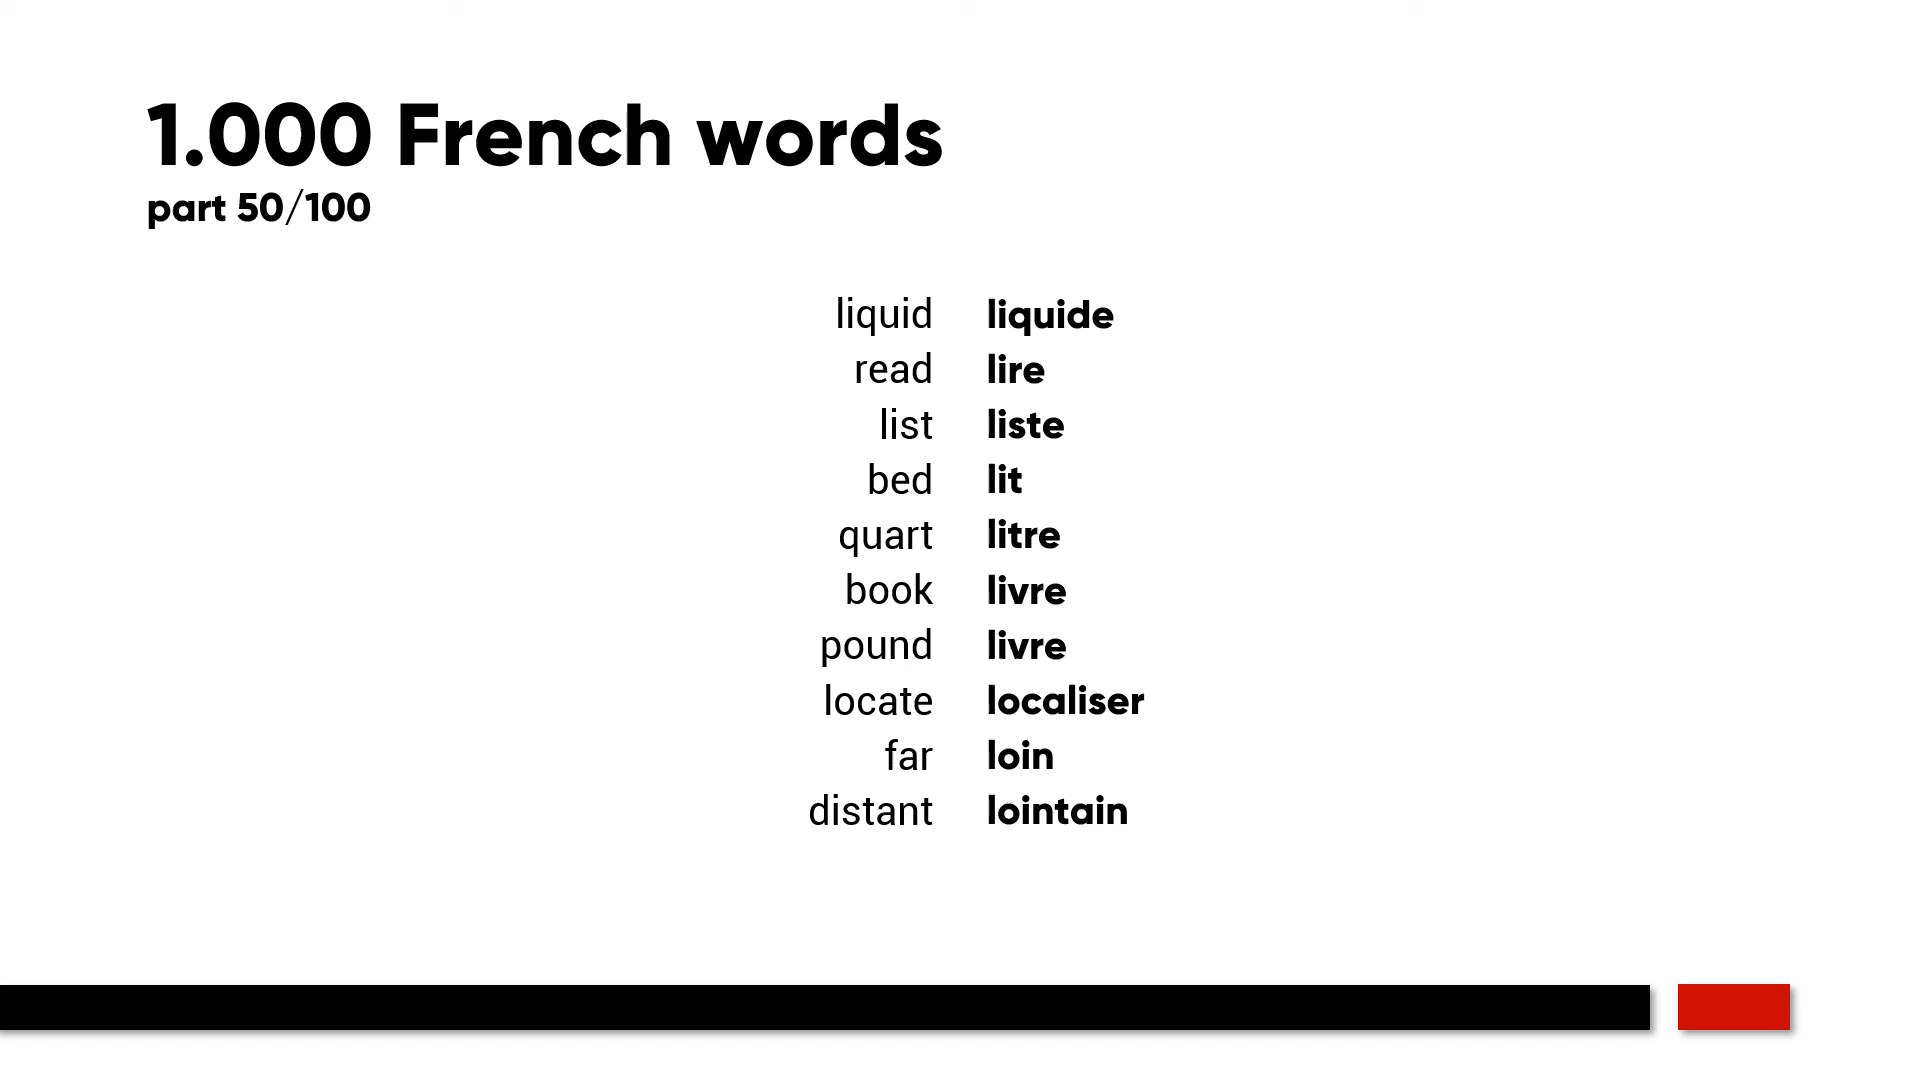 1.000 French words
part 50/100
liquid liquide
read lire
list liste
bed lit
quart litre
book livre
pound livre
locate localiser
far loin
distant lointain